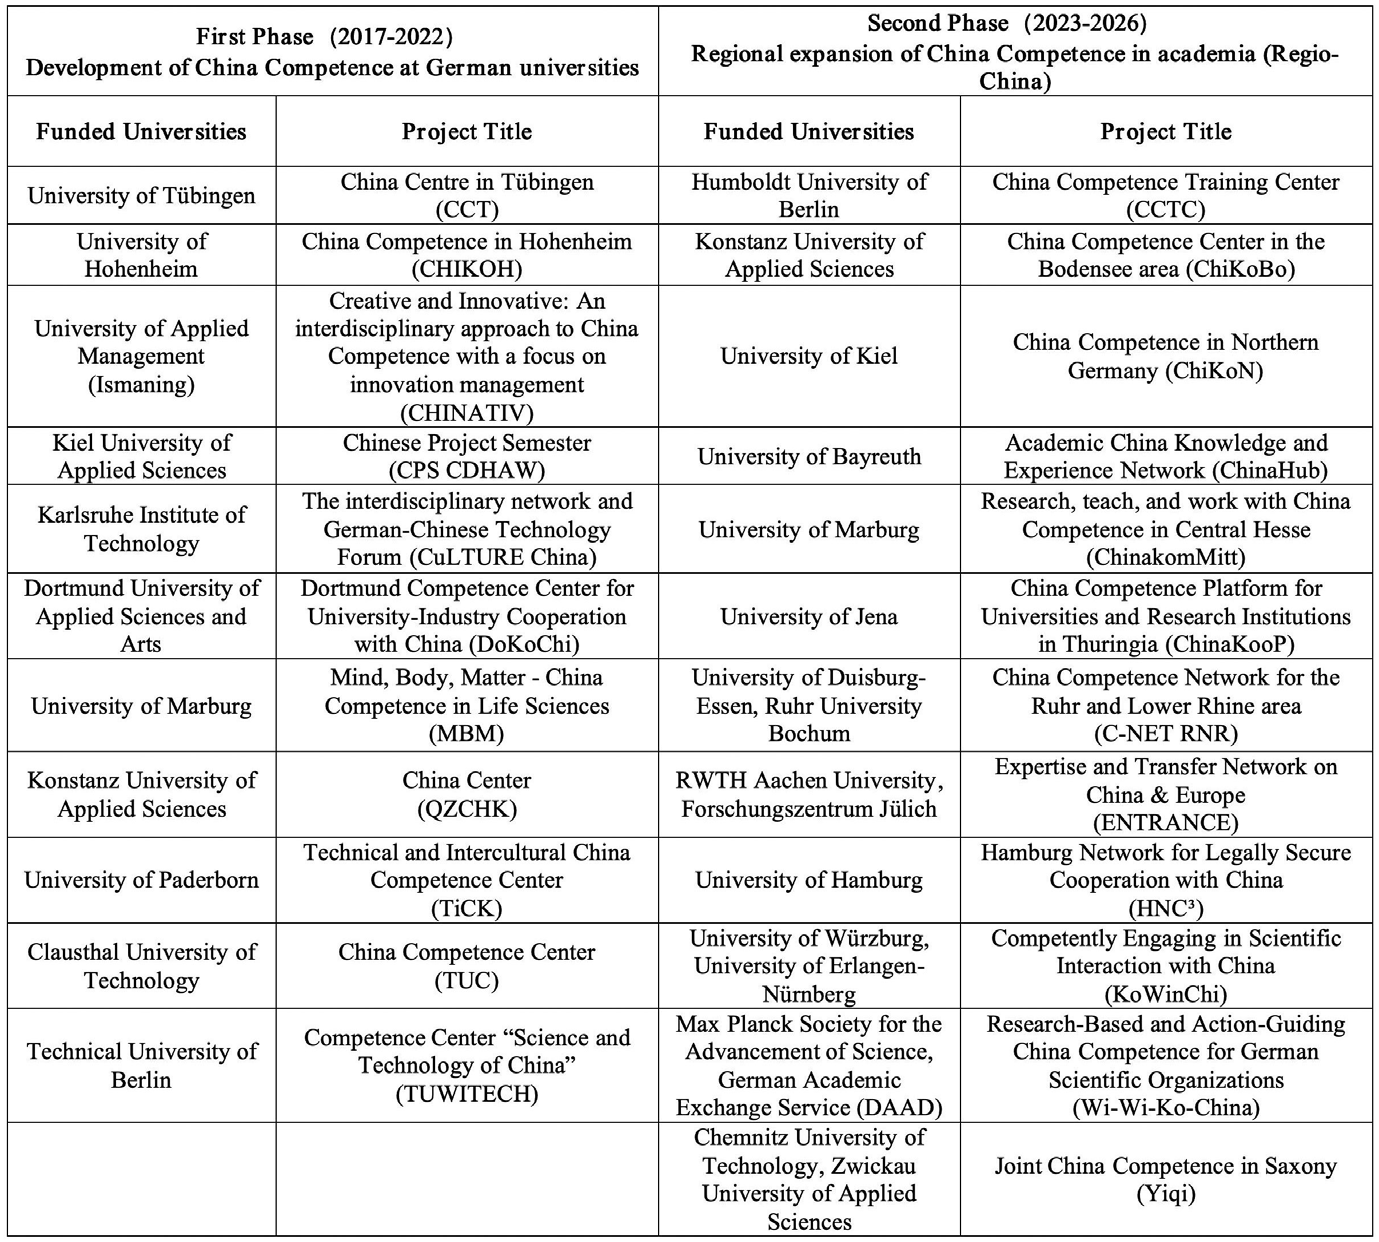 First Phase (2017-2022)
Development of China Competence at German universities
Second Phase (2023-2026)
Regional expansion of China Competence in academia (Regio-
China)
Funded Universities
Project Title
Funded Universities
Project Title
University of Tübingen
China Centre in Tübingen
(CCT)
Humboldt University of
Berlin
China Competence Training Center
(CCTC)
University of
Hohenheim
China Competence in Hohenheim
(CHIKOH)
Konstanz University of
Applied Sciences
China Competence Center in the
Bodensee area (ChiKoBo)
University of Applied
Management
(Ismaning)
Creative and Innovative: An
interdisciplinary approach to China
Competence with a focus on
innovation management
(CHINATIV)
University of Kiel
China Competence in Northern
Germany (ChiKoN)
Kiel University of
Applied Sciences
Chinese Project Semester
(CPS CDHAW)
University of Bayreuth
Academic China Knowledge and
Experience Network (ChinaHub)
Karlsruhe Institute of
Technology
The interdisciplinary network and
German-Chinese Technology
Forum (CuLTURE China)
University of Marburg
Research, teach, and work with China
Competence in Central Hesse
(ChinakomMitt)
Dortmund University of
Applied Sciences and
Arts
Dortmund Competence Center for
University-Industry Cooperation
with China (DoKoChi)
University of Jena
China Competence Platform for
Universities and Research Institutions
in Thuringia (ChinaKooP)
University of Marburg
Mind, Body, Matter - China
Competence in Life Sciences
(MBM)
University of Duisburg-
Essen, Ruhr University
Bochum
China Competence Network for the
Ruhr and Lower Rhine area
(C-NET RNR)
Konstanz University of
Applied Sciences
China Center
(QZCHK)
RWTH Aachen University,
Forschungszentrum Jülich
Expertise and Transfer Network on
China & Europe
(ENTRANCE)
University of Paderborn
Technical and Intercultural China
Competence Center
(TiCK)
University of Hamburg
Hamburg Network for Legally Secure
Cooperation with China
(HNC³)
Clausthal University of
Technology
China Competence Center
(TUC)
University of Würzburg,
University of Erlangen-
Nürnberg
Competently Engaging in Scientific
Interaction with China
(KoWinChi)
Technical University of
Berlin
Competence Center “Science and
Technology of China”
(TUWITECH)
Max Planck Society for the
Advancement of Science,
German Academic
Exchange Service (DAAD)
Research-Based and Action-Guiding
China Competence for German
Scientific Organizations
(Wi-Wi-Ko-China)
Chemnitz University of
Technology, Zwickau
University of Applied
Sciences
Joint China Competence in Saxony
(Yiqi)